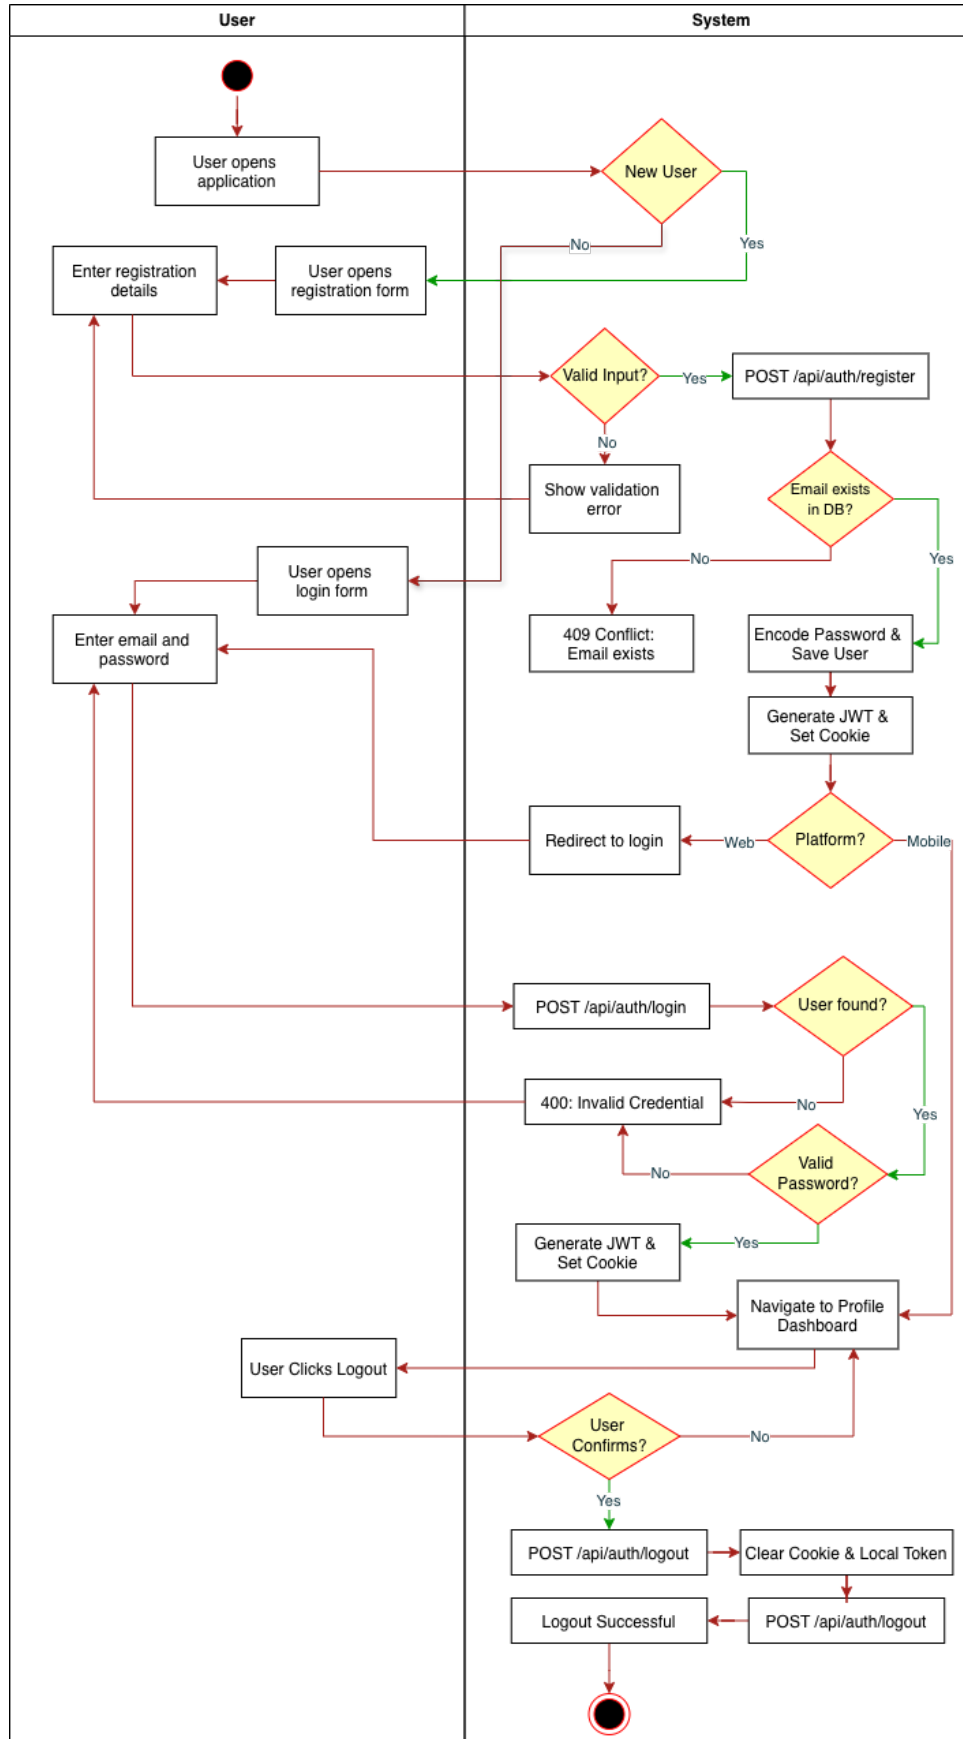 User
System
User opens
application
New User
No
Yes
Enter registration
details
User opens
registration form
Valid Input?
Yes
POST /api/auth/register
No
Show validation
error
Email exists
in DB?
No
Yes
User opens
login form
Enter email and
password
409 Conflict:
Email exists
Encode Password &
Save User
Generate JWT &
Set Cookie
Redirect to login
Web
Platform?
Mobile
POST /api/auth/login
User found?
400: Invalid Credential
No
Yes
No
Valid
Password?
Generate JWT &
Set Cookie
Yes
Navigate to Profile
Dashboard
User Clicks Logout
User
Confirms?
No
Yes
POST /api/auth/logout
Clear Cookie & Local Token
Logout Successful
POST /api/auth/logout